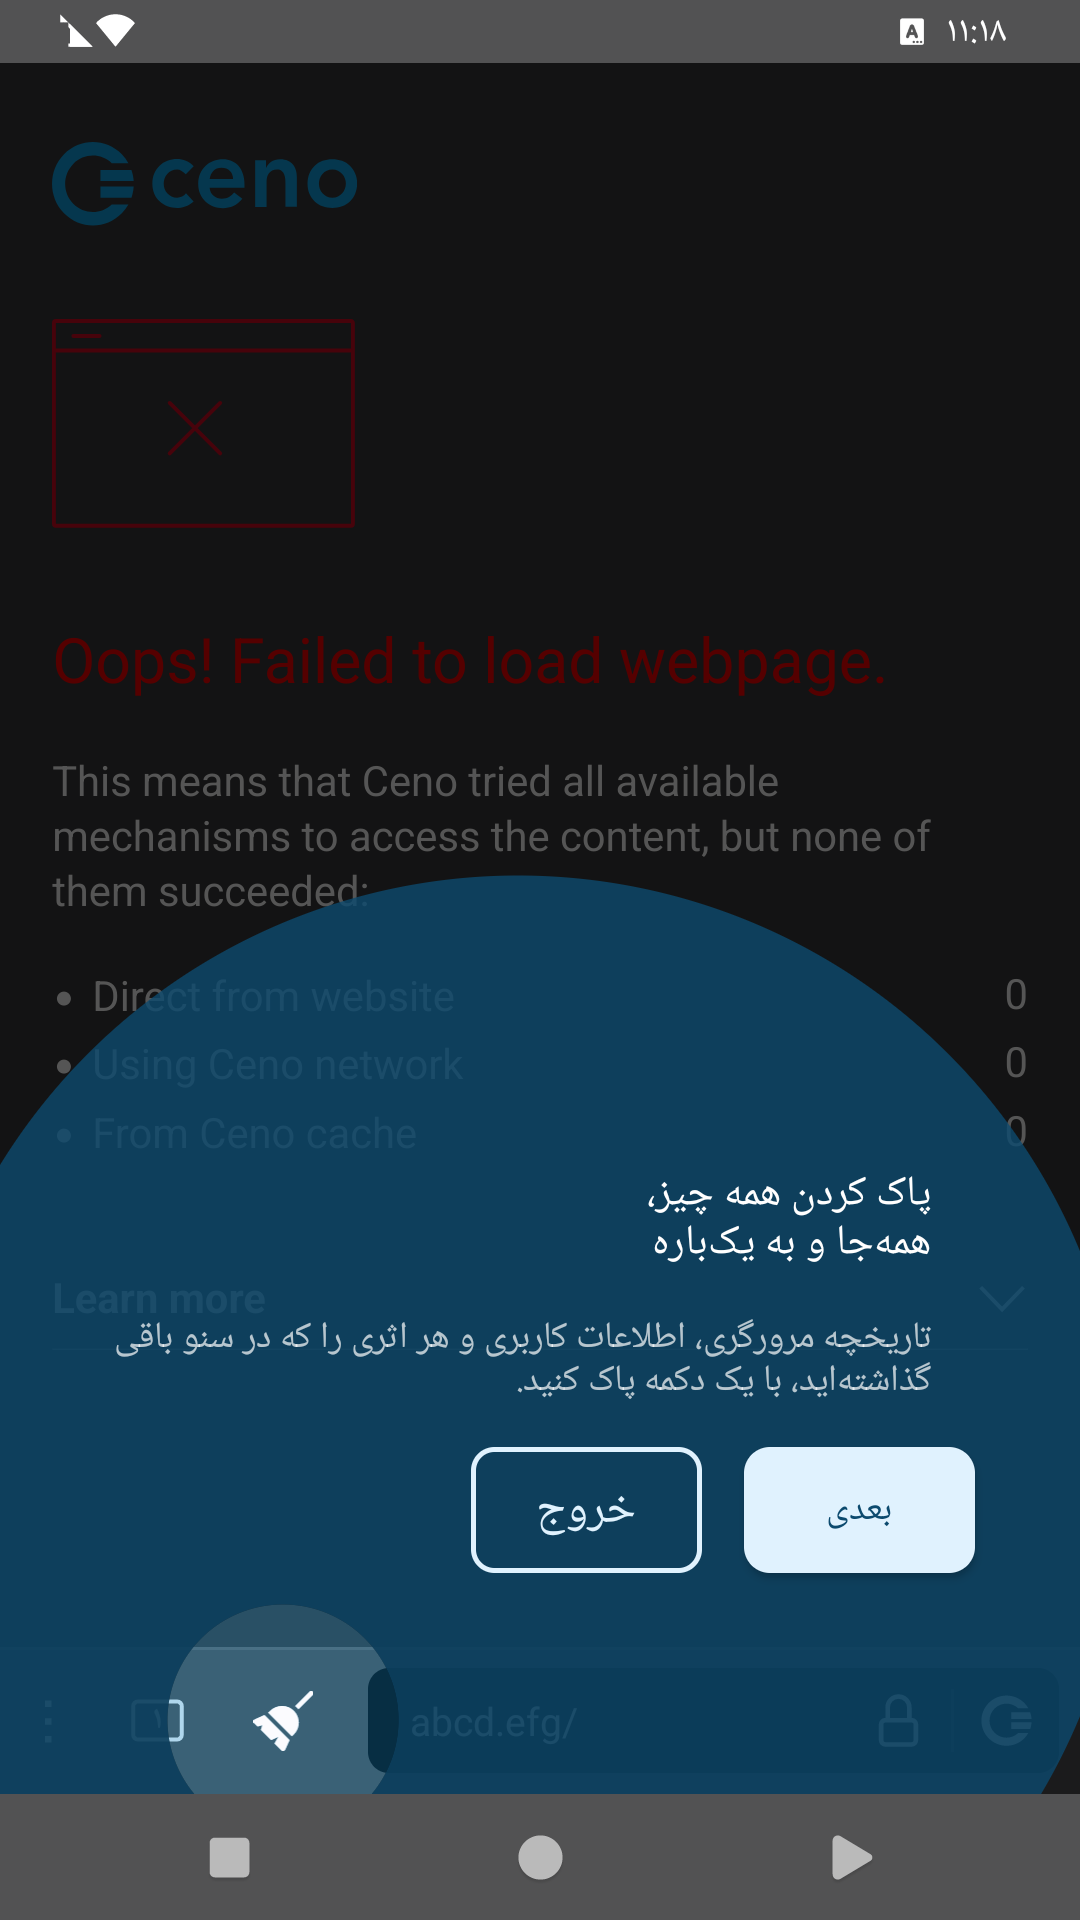 ۱۱:۱۸
ceno
Oops! Failed to load webpage.
This means that Ceno tried all available
mechanisms to access the content, but none of
them succeeded:
• Direct from website 0
• Using Ceno network 0
• From Ceno cache 0
پاک کردن همه چیز،
همه‌جا و به یک‌باره
Learn more
تاریخچه مرورگری، اطلاعات کاربری و هر اثری را که در سنو باقی
گذاشته‌اید، با یک دکمه پاک کنید.
بعدی
خروج
۱
abcd.efg/